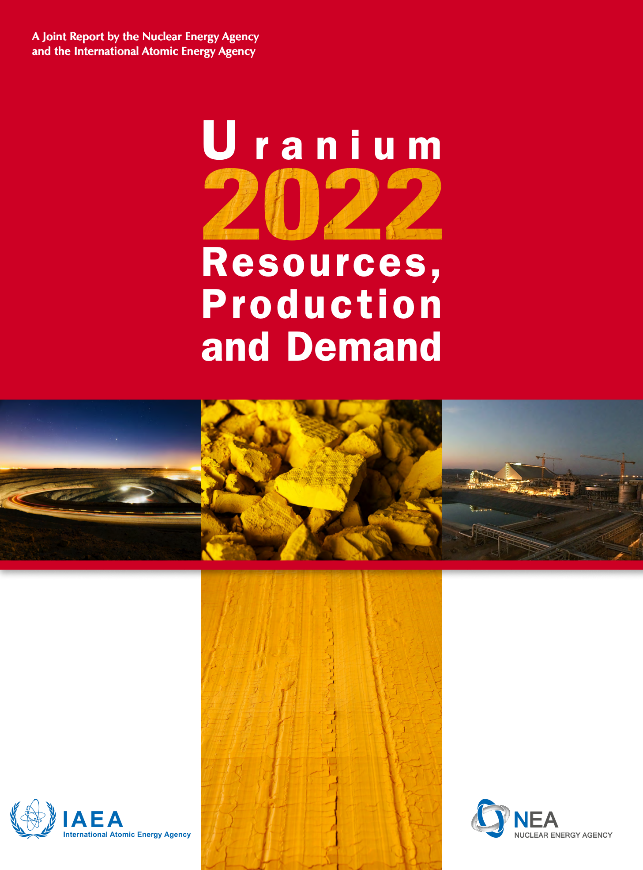 A Joint Report by the Nuclear Energy Agency
and the International Atomic Energy Agency
Uranium
2022
Resources,
Production
and Demand
IAEA
International Atomic Energy Agency
NEA
NUCLEAR ENERGY AGENCY